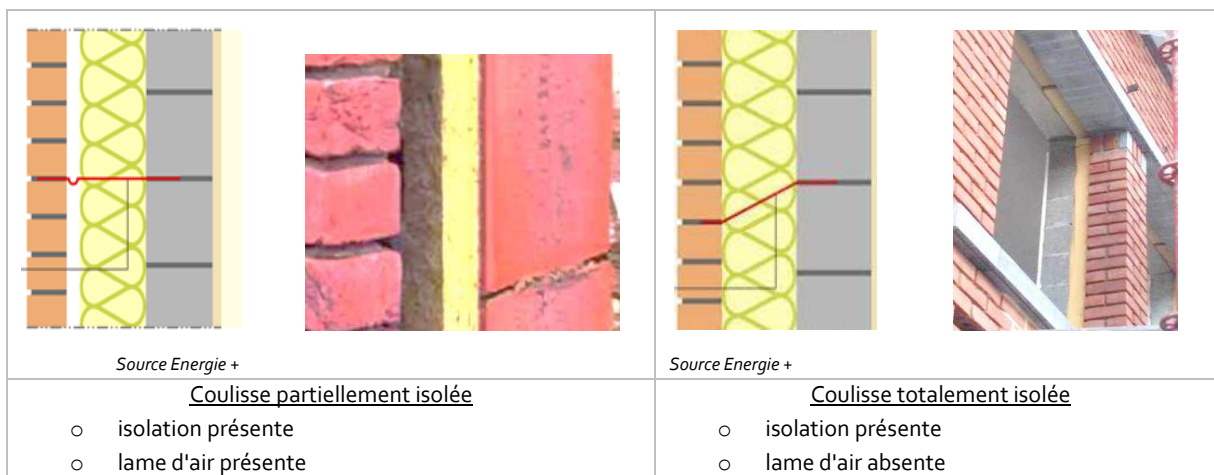 Source Energie +
Source Energie +
Coulisse partiellement isolée
o isolation présente
o lame d'air présente
Coulisse totalement isolée
o isolation présente
o lame d'air absente